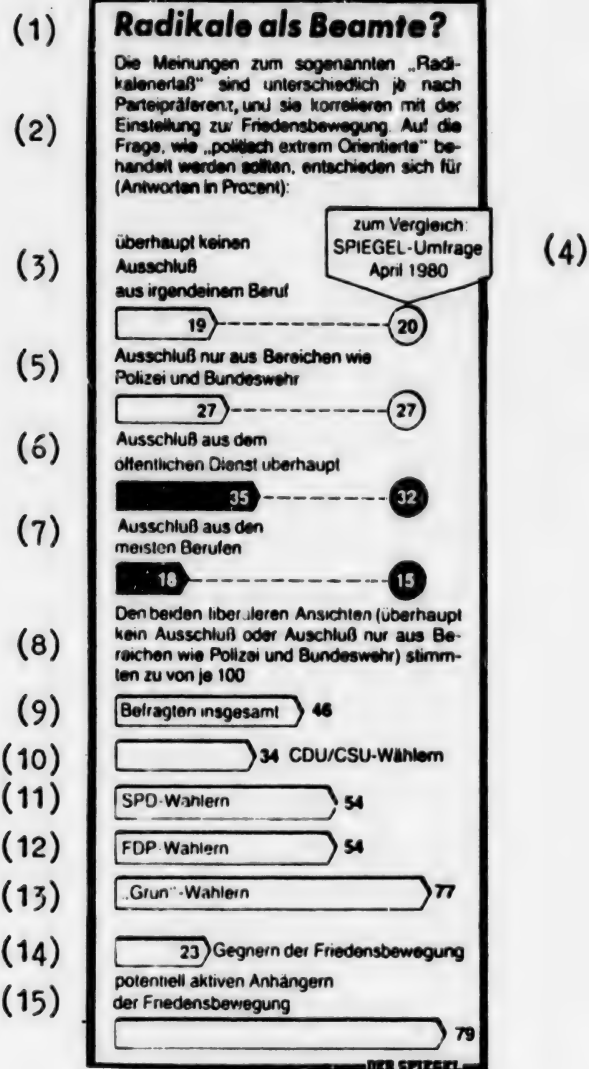 (1) Radikale als Beamte?
Die Meinungen zum sogenannten „Radi-
kalenerlaß" sind unterschiedlich je nach
Parteipräferenz, und sie korrelieren mit der
(2) Einstellung zur Friedensbewegung. Auf die
Frage, wie „politisch extrem Orientierte" be-
handelt werden sollten, entschieden sich für
(Antworten in Prozent):
zum Vergleich:
SPIEGEL-Umfrage
April 1980
(4)
überhaupt keinen
(3) Ausschluß
aus irgendeinem Beruf
19 20
(5) Ausschluß nur aus Bereichen wie
Polizei und Bundeswehr
27 27
(6) Ausschluß aus dem
öffentlichen Dienst uberhaupt
35 32
(7) Ausschluß aus den
meisten Berufen
18 15
Den beiden liberaleren Ansichten (überhaupt
(8) kein Ausschluß oder Auschluß nur aus Be-
reichen wie Polizei und Bundeswehr) stimm-
ten zu von je 100
(9) Befragten insgesamt 46
(10) 34 CDU/CSU-Wählern
(11) SPD-Wahlern 54
(12) FDP-Wahlern 54
(13) „Grun"-Wahlern 77
(14) 23 Gegnern der Friedensbewegung
potentiell aktiven Anhängern
(15) der Friedensbewegung
79
DER SPIEGEL